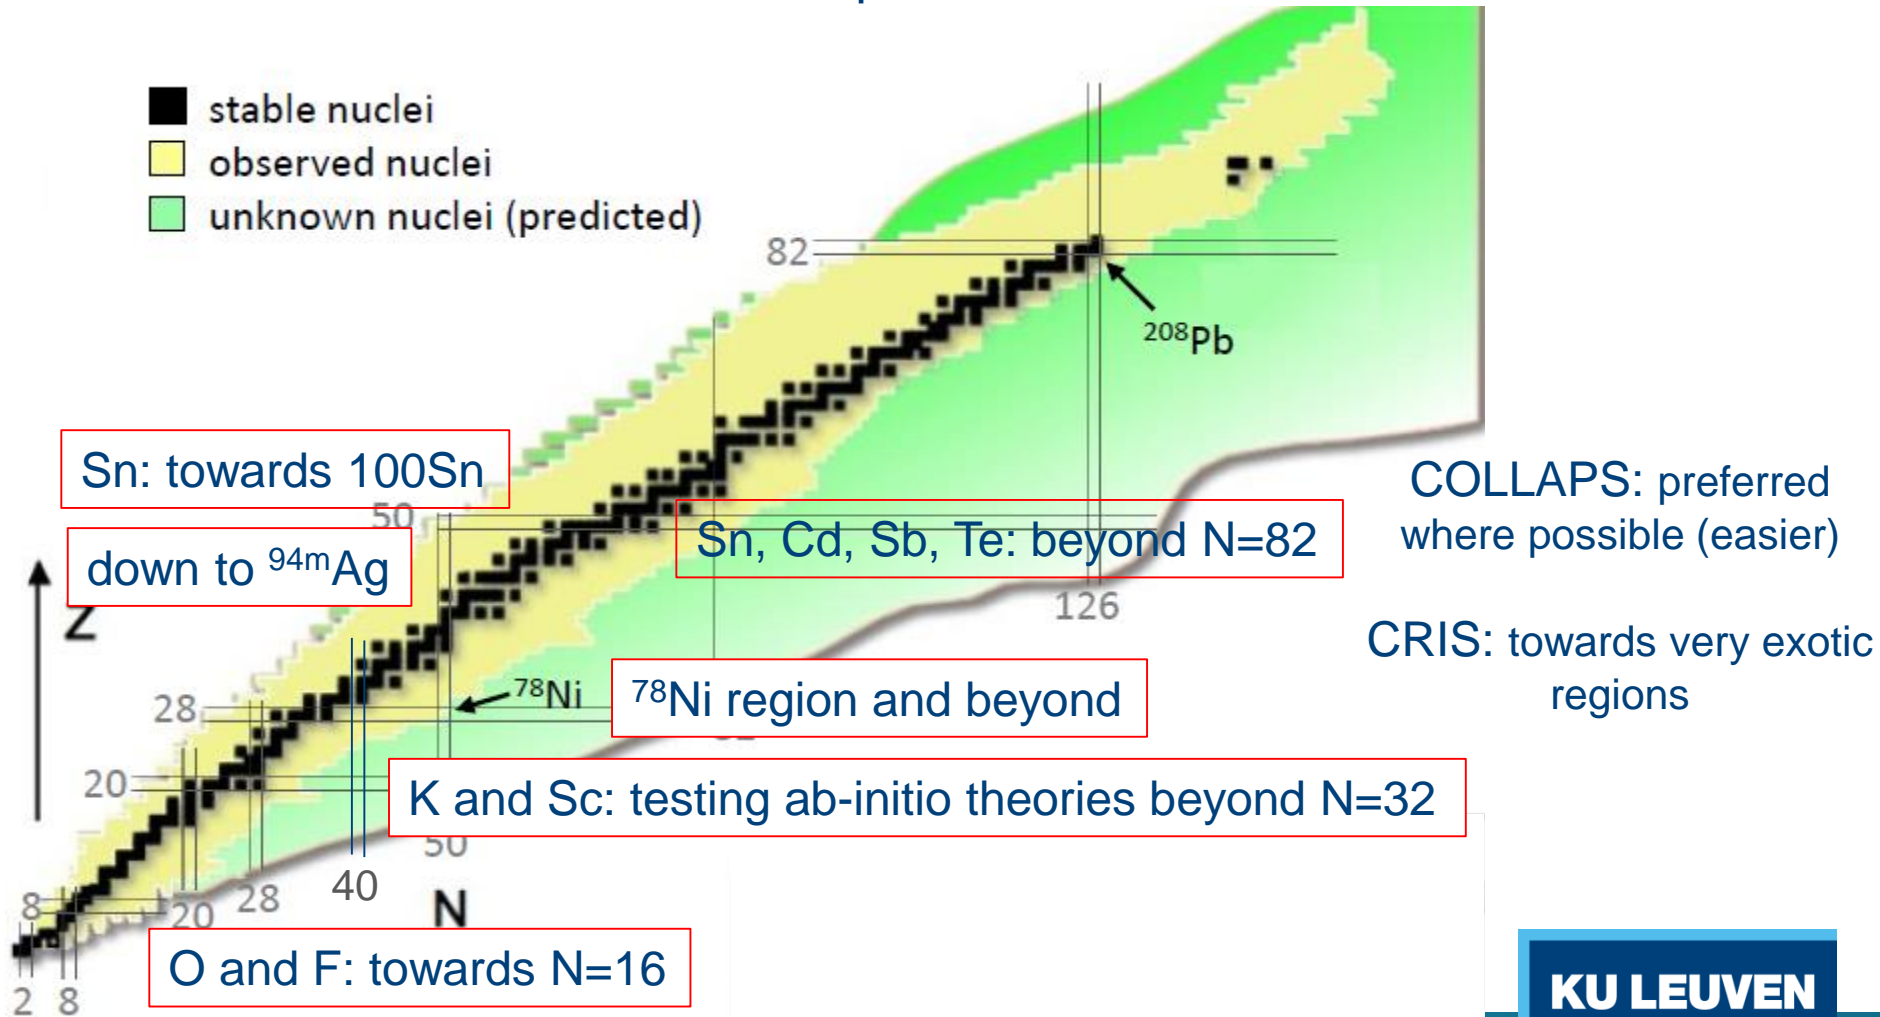 stable nuclei
observed nuclei
unknown nuclei (predicted)
82
208Pb
Sn: towards 100Sn
50
down to 94mAg
Sn, Cd, Sb, Te: beyond N=82
COLLAPS: preferred
where possible (easier)
126
Z
CRIS: towards very exotic
regions
28
78Ni
78Ni region and beyond
20
K and Sc: testing ab-initio theories beyond N=32
50
40
28
20
N
8
O and F: towards N=16
2
8
KU LEUVEN